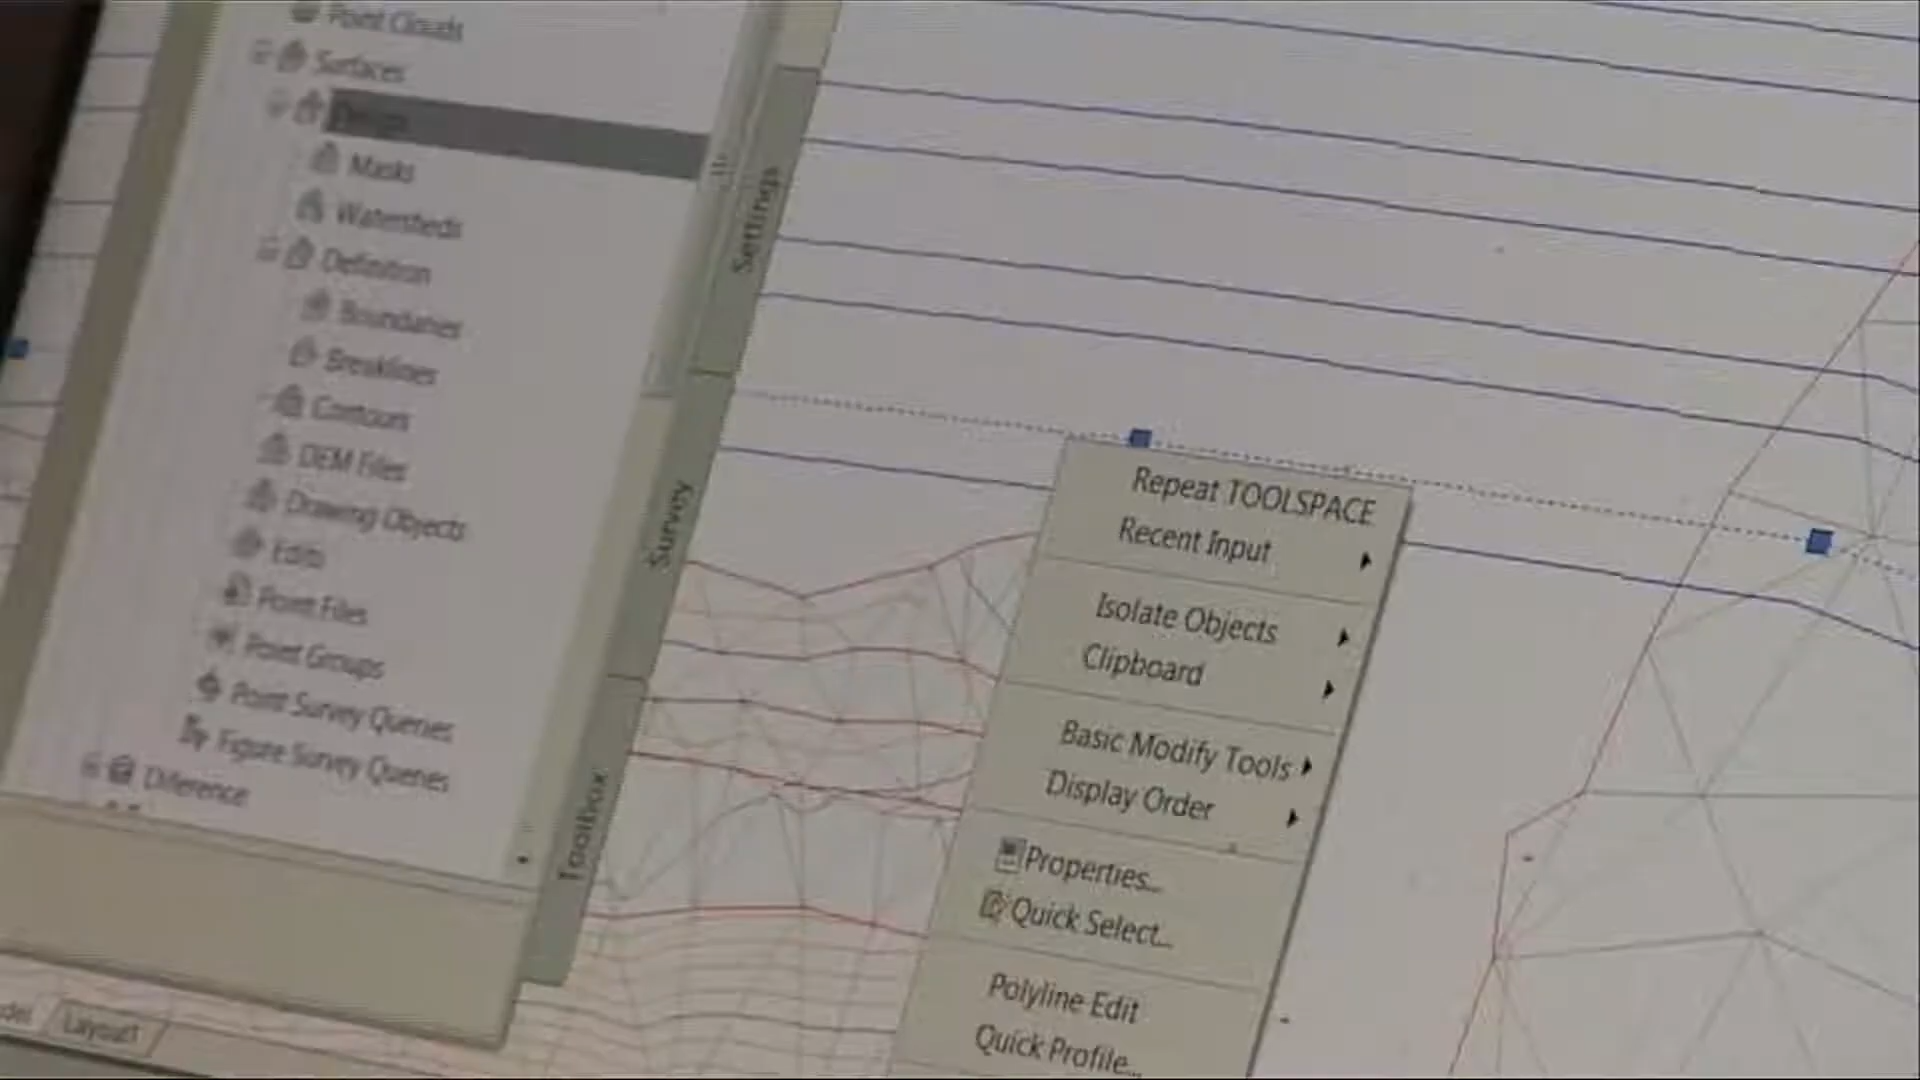 Point Clouds
Surfaces
Design
Masks
Watersheds
Definition
Boundaries
Breaklines
Contours
DEM Files
Drawing Objects
Edits
Point Files
Point Groups
Point Survey Queries
Figure Survey Queries
Difference
Settings
Survey
Toolbox
Layout1
Repeat TOOLSPACE
Recent Input
Isolate Objects
Clipboard
Basic Modify Tools
Display Order
Properties...
Quick Select...
Polyline Edit
Quick Profile...